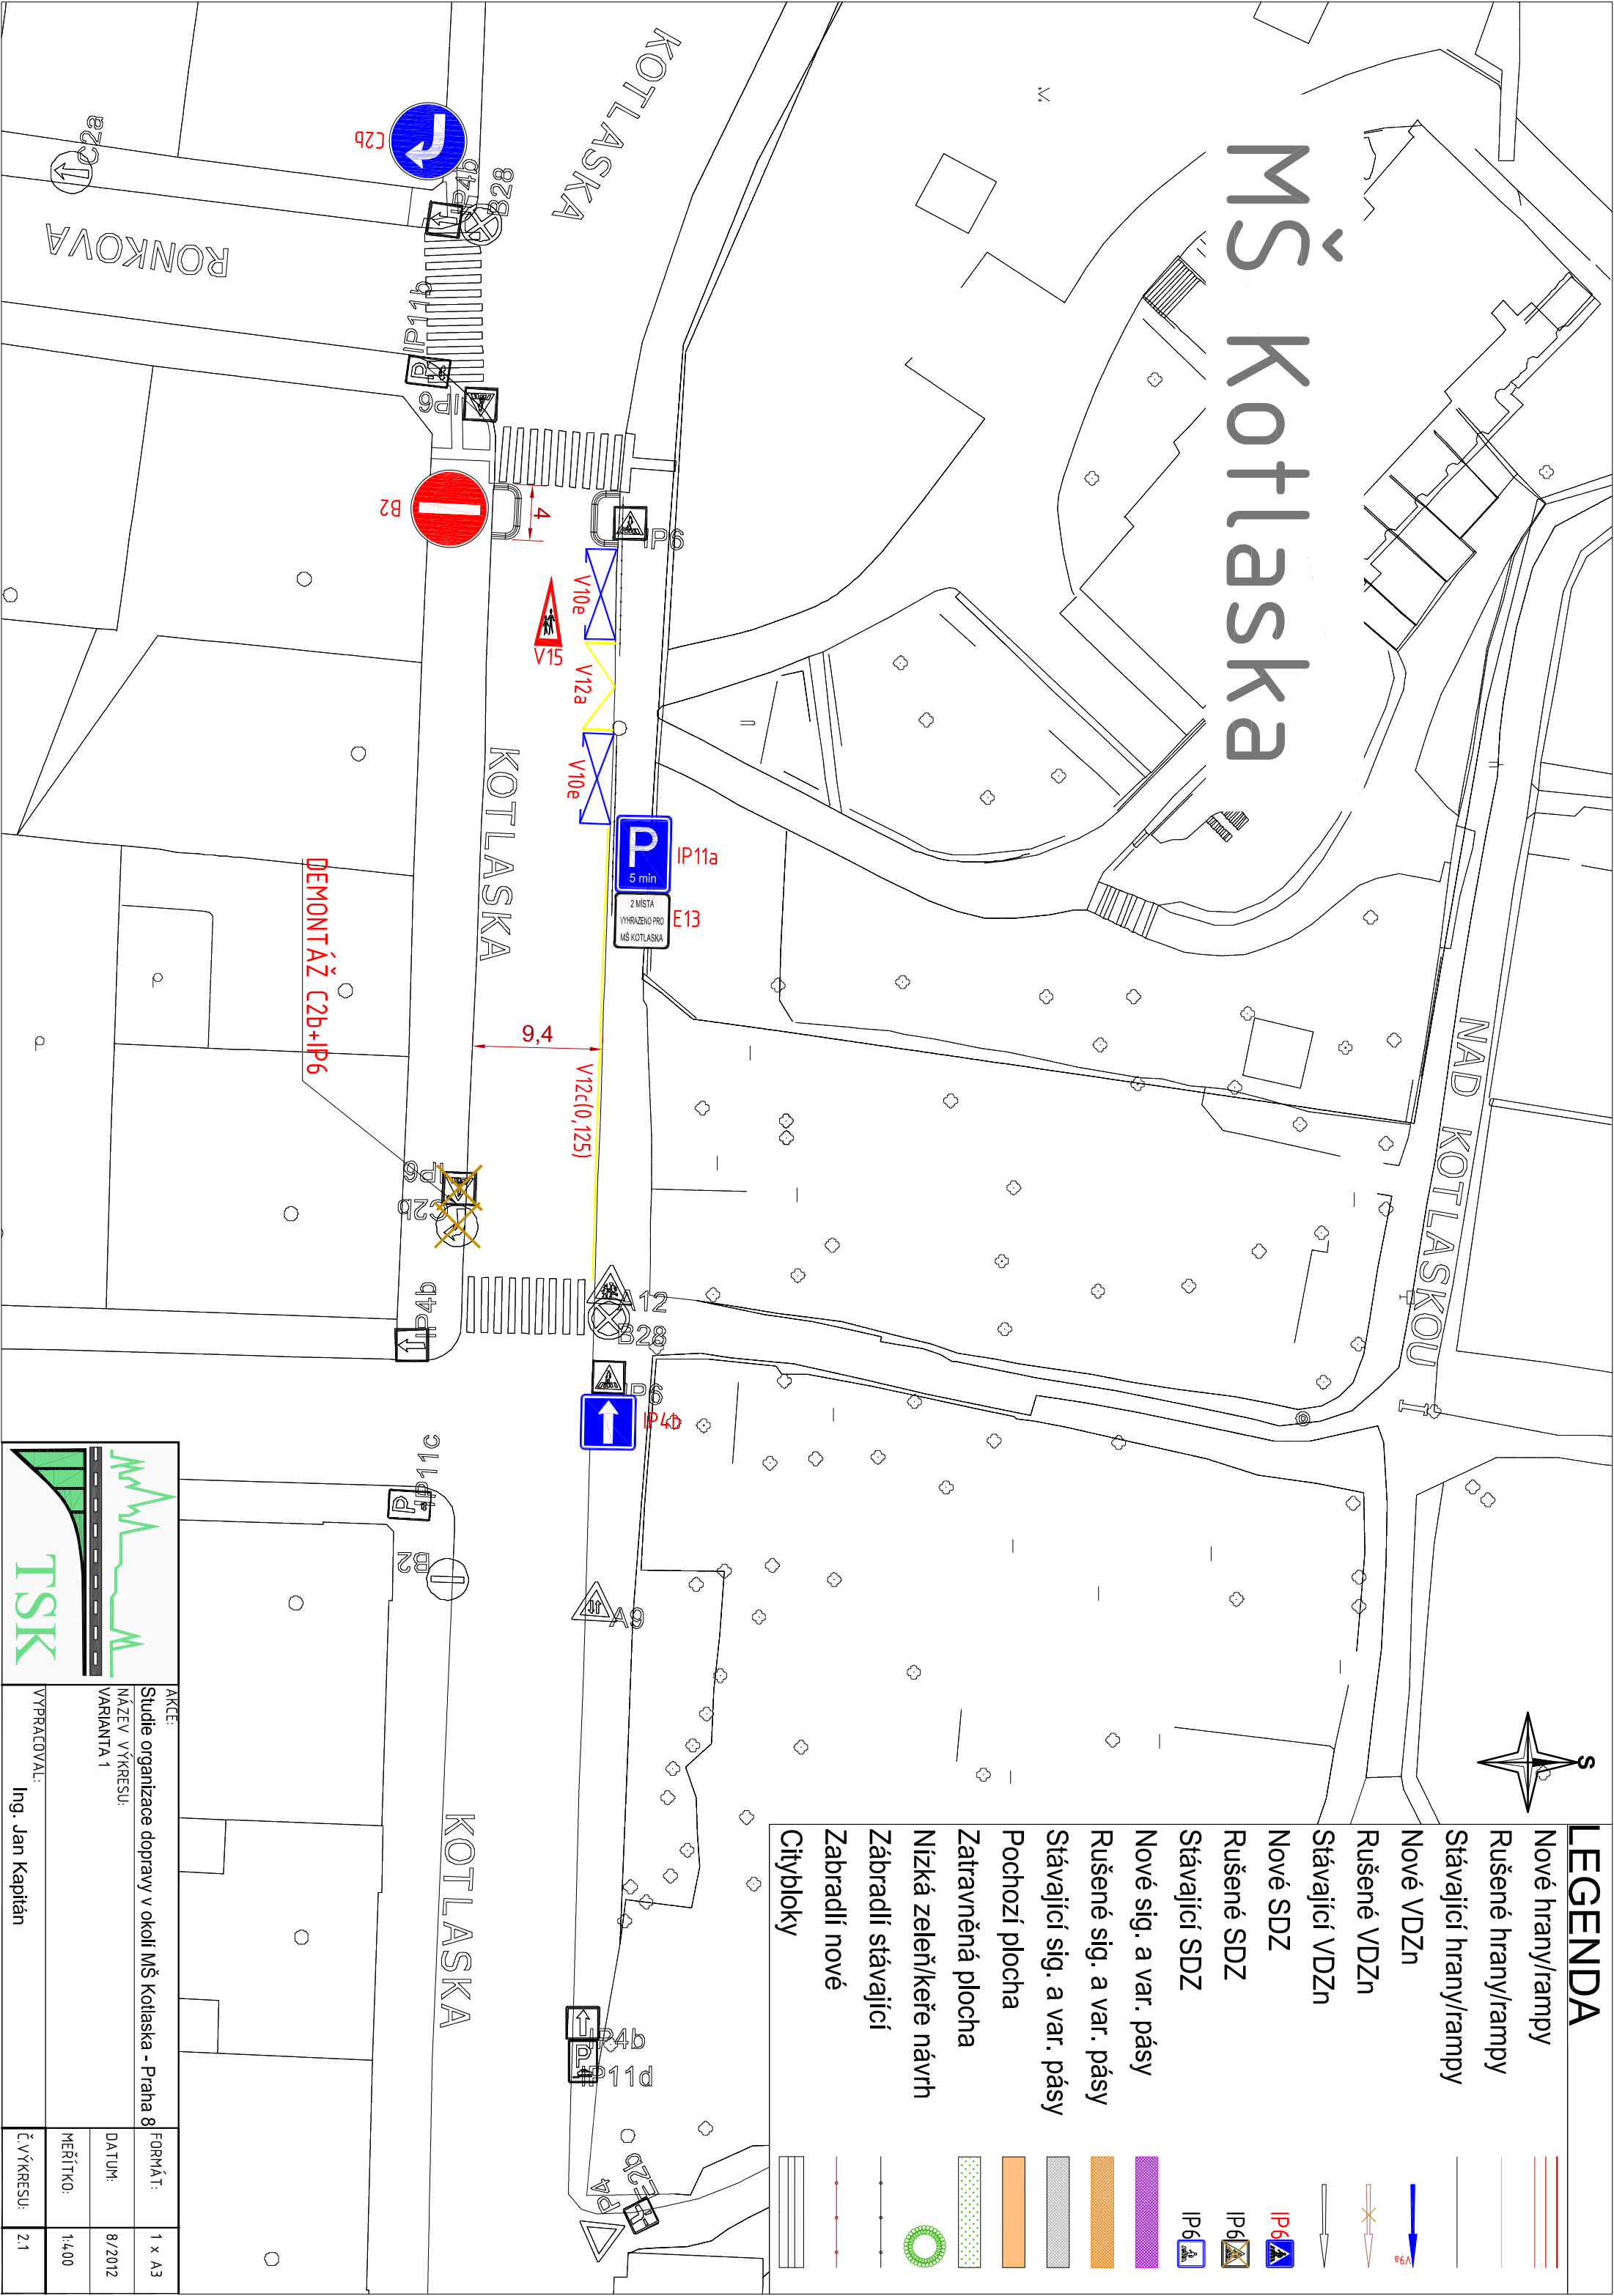 MŠ Kotlaska
KOTLASKA
NAD KOTLASKOU
RONKOVA
KOTLASKA
KOTLASKA
C2a
C2b
IP4b
B28
IP11b
IP6
B2
4
IP6
V10e
V15
V12a
V10e
P
5 min
IP11a
2 MÍSTA
VYHRAZENO PRO
MŠ KOTLASKA
E13
DEMONTÁŽ C2b+IP6
9,4
V12c(0,125)
IP6
C2b
IP4b
A12
B28
IP6
IP4b
IP11c
P
B2
A9
IP4b
P
IP11d
P4
E2b
S
LEGENDA
Nové hrany/rampy
Rušené hrany/rampy
Stávající hrany/rampy
Nové VDZn
V9a
Rušené VDZn
Stávající VDZn
Nové SDZ
IP6
Rušené SDZ
IP6
Stávající SDZ
IP6
Nové sig. a var. pásy
Rušené sig. a var. pásy
Stávající sig. a var. pásy
Pochozí plocha
Zatravněná plocha
Nízká zeleň/keře návrh
Zábradlí stávající
Zabradlí nové
Citybloky
TSK
AKCE:
Studie organizace dopravy v okolí MŠ Kotlaska - Praha 8
NÁZEV VÝKRESU:
VARIANTA 1
VYPRACOVAL:
Ing. Jan Kapitán
FORMÁT: 1 x A3
DATUM: 8/2012
MĚŘÍTKO: 1:400
Č.VÝKRESU: 2.1